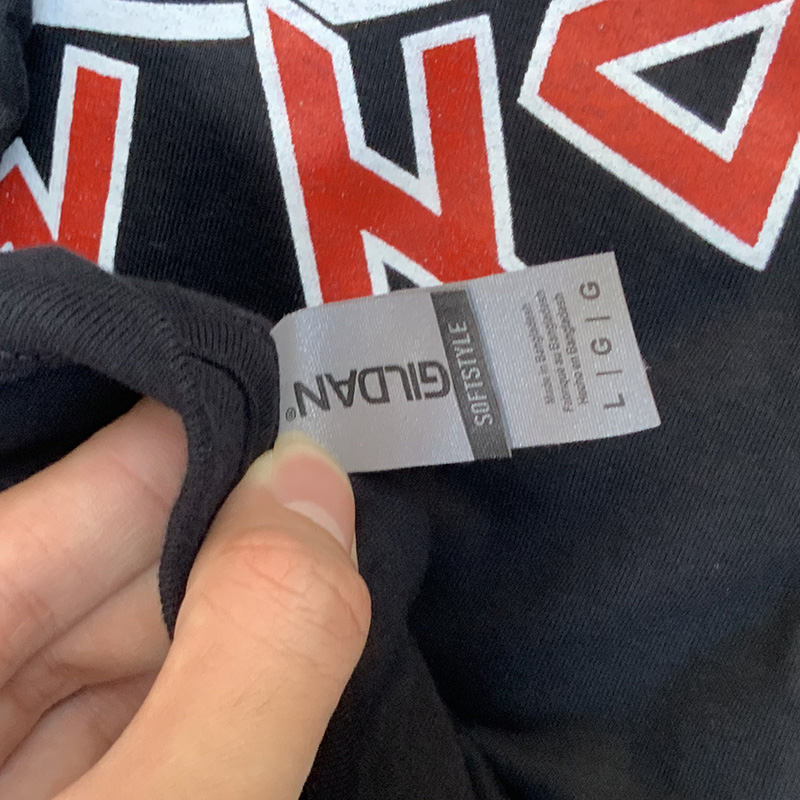 GILDAN®
SOFTSTYLE
Made in Bangladesh
Fabriqué au Bangladesh
Hecho en Bangladesh
L | G | G